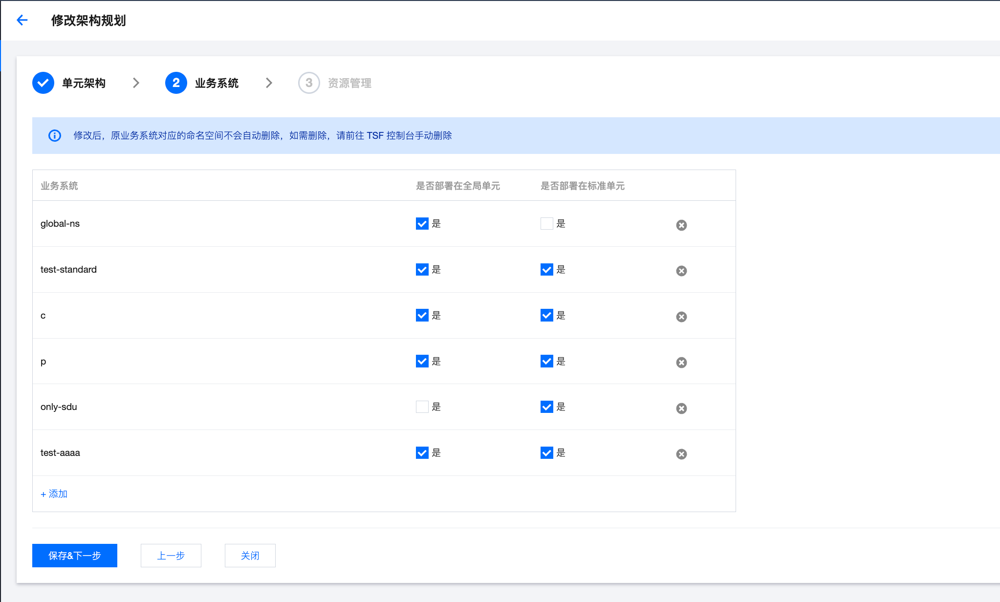 修改架构规划
单元架构 2 业务系统 3 资源管理
修改后，原业务系统对应的命名空间不会自动删除，如需删除，请前往 TSF 控制台手动删除
业务系统 是否部署在全局单元 是否部署在标准单元
global-ns 是 是
test-standard 是 是
c 是 是
p 是 是
only-sdu 是 是
test-aaaa 是 是
+ 添加
保存&下一步 上一步 关闭